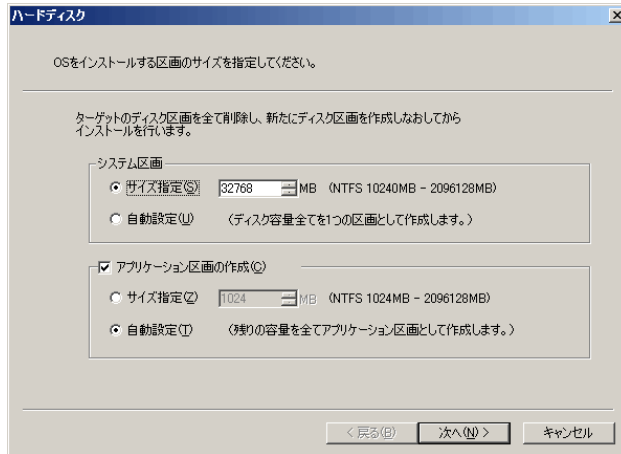 ハードディスク
OSをインストールする区画のサイズを指定してください。
ターゲットのディスク区画を全て削除し、新たにディスク区画を作成しなおしてから
インストールを行います。
システム区画
サイズ指定(S) 32768 MB (NTFS 10240MB - 2096128MB)
自動設定(U) (ディスク容量全てを1つの区画として作成します。)
アプリケーション区画の作成(C)
サイズ指定(Z) 1024 MB (NTFS 1024MB - 2096128MB)
自動設定(T) (残りの容量を全てアプリケーション区画として作成します。)
< 戻る(B) 次へ(N) > キャンセル